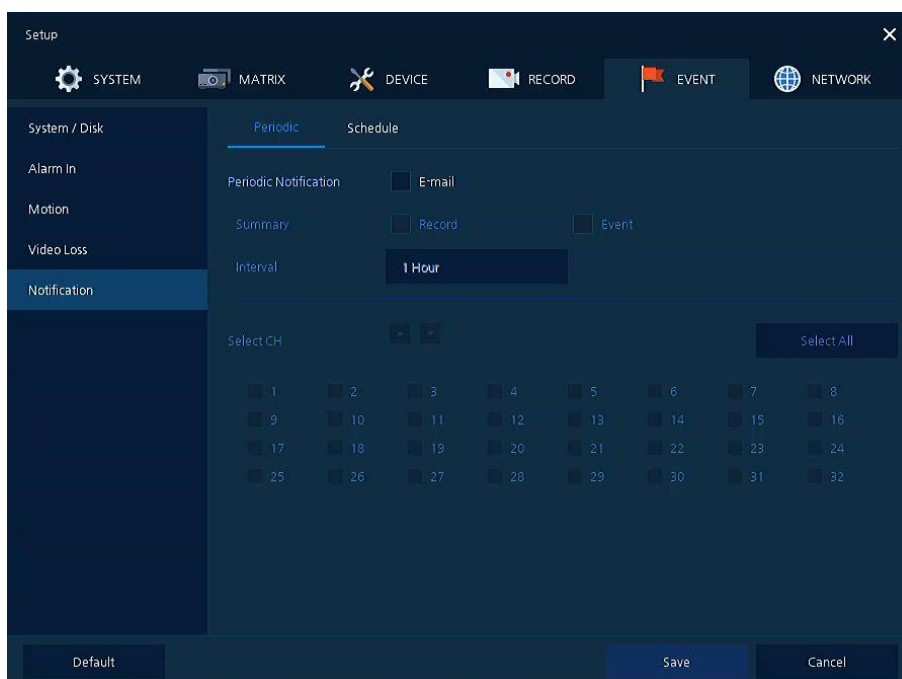 Setup
SYSTEM MATRIX DEVICE RECORD EVENT NETWORK
System / Disk
Alarm In
Motion
Video Loss
Notification
Periodic Schedule
Periodic Notification E-mail
Summary Record Event
Interval 1 Hour
Select CH Select All
1 2 3 4 5 6 7 8
9 10 11 12 13 14 15 16
17 18 19 20 21 22 23 24
25 26 27 28 29 30 31 32
Default Save Cancel